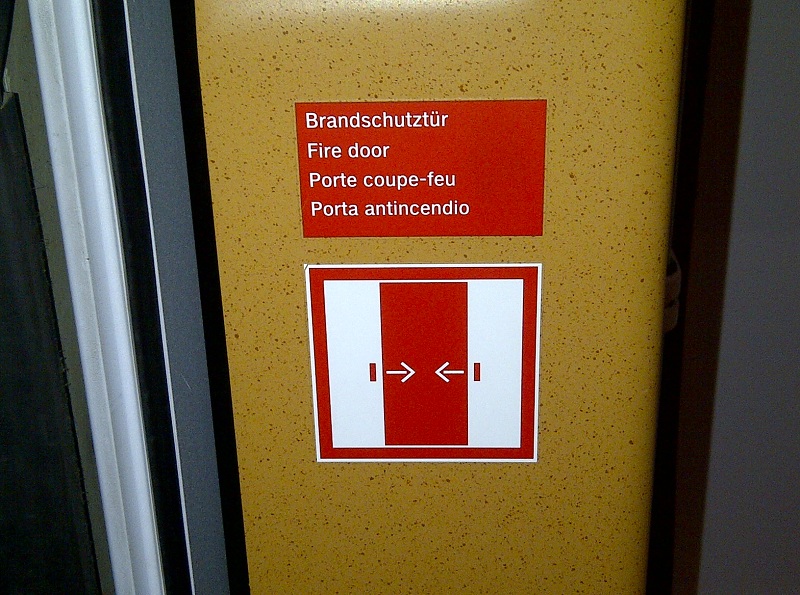 Brandschutztür
Fire door
Porte coupe-feu
Porta antincendio